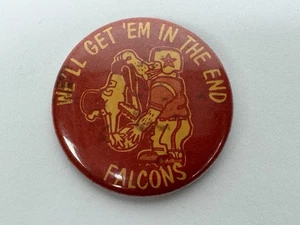 WE'LL GET 'EM IN THE END
FALCONS